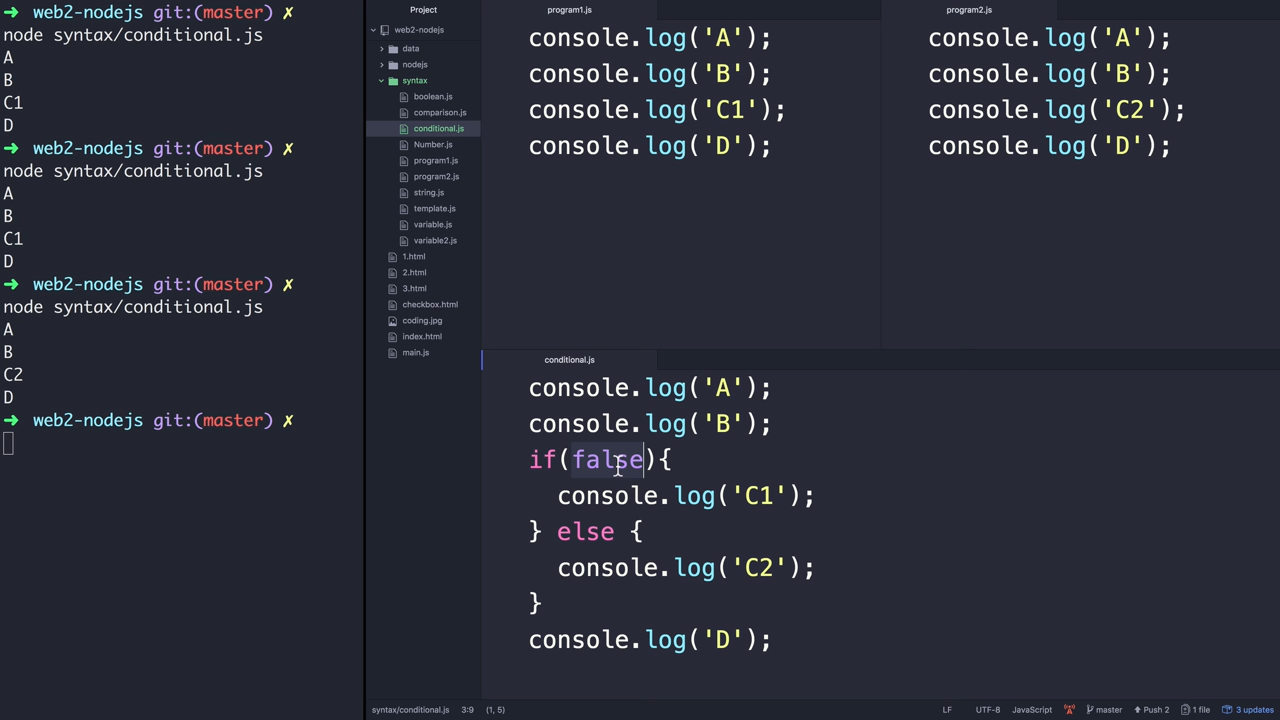 ➜ web2-nodejs git:(master) ✗
node syntax/conditional.js
A
B
C1
D
➜ web2-nodejs git:(master) ✗
node syntax/conditional.js
A
B
C1
D
➜ web2-nodejs git:(master) ✗
node syntax/conditional.js
A
B
C2
D
➜ web2-nodejs git:(master) ✗
Project
web2-nodejs
data
nodejs
syntax
boolean.js
comparison.js
conditional.js
Number.js
program1.js
program2.js
string.js
template.js
variable.js
variable2.js
1.html
2.html
3.html
checkbox.html
coding.jpg
index.html
main.js
program1.js
console.log('A');
console.log('B');
console.log('C1');
console.log('D');
program2.js
console.log('A');
console.log('B');
console.log('C2');
console.log('D');
conditional.js
console.log('A');
console.log('B');
if(false){
  console.log('C1');
} else {
  console.log('C2');
}
console.log('D');
syntax/conditional.js 3:9 (1, 5) LF UTF-8 JavaScript master Push 2 1 file 3 updates